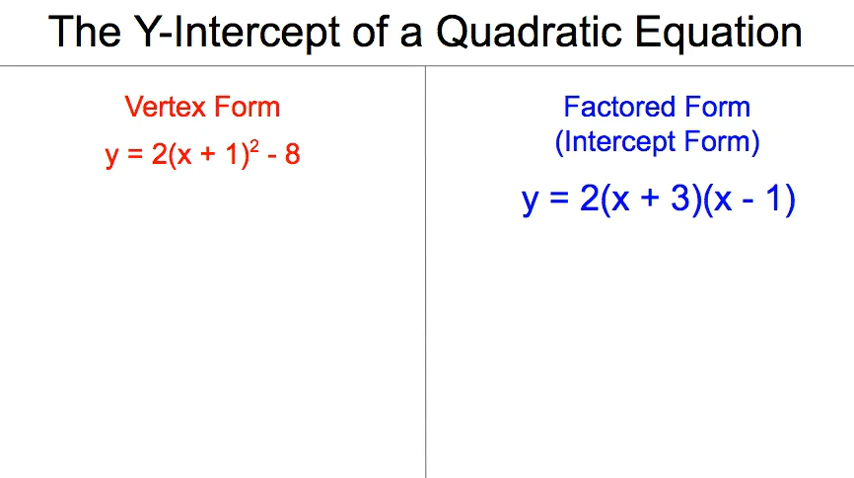 The Y-Intercept of a Quadratic Equation
Vertex Form
y = 2(x + 1)² - 8
Factored Form
(Intercept Form)
y = 2(x + 3)(x - 1)